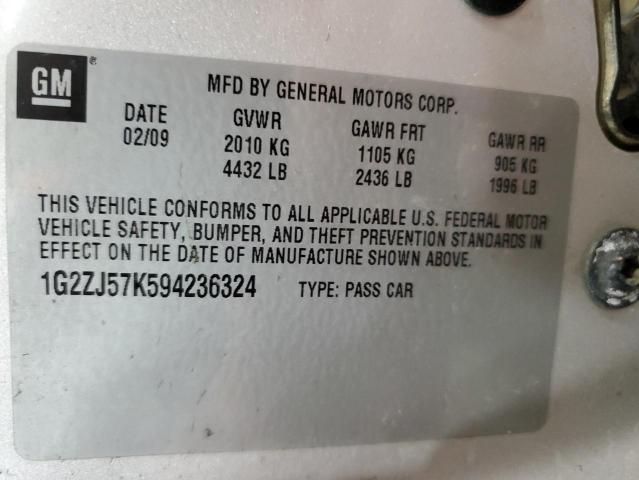 GM®
MFD BY GENERAL MOTORS CORP.
DATE GVWR GAWR FRT GAWR RR
02/09 2010 KG 1105 KG 905 KG
4432 LB 2436 LB 1996 LB
THIS VEHICLE CONFORMS TO ALL APPLICABLE U.S. FEDERAL MOTOR
VEHICLE SAFETY, BUMPER, AND THEFT PREVENTION STANDARDS IN
EFFECT ON THE DATE OF MANUFACTURE SHOWN ABOVE.
1G2ZJ57K594236324 TYPE: PASS CAR